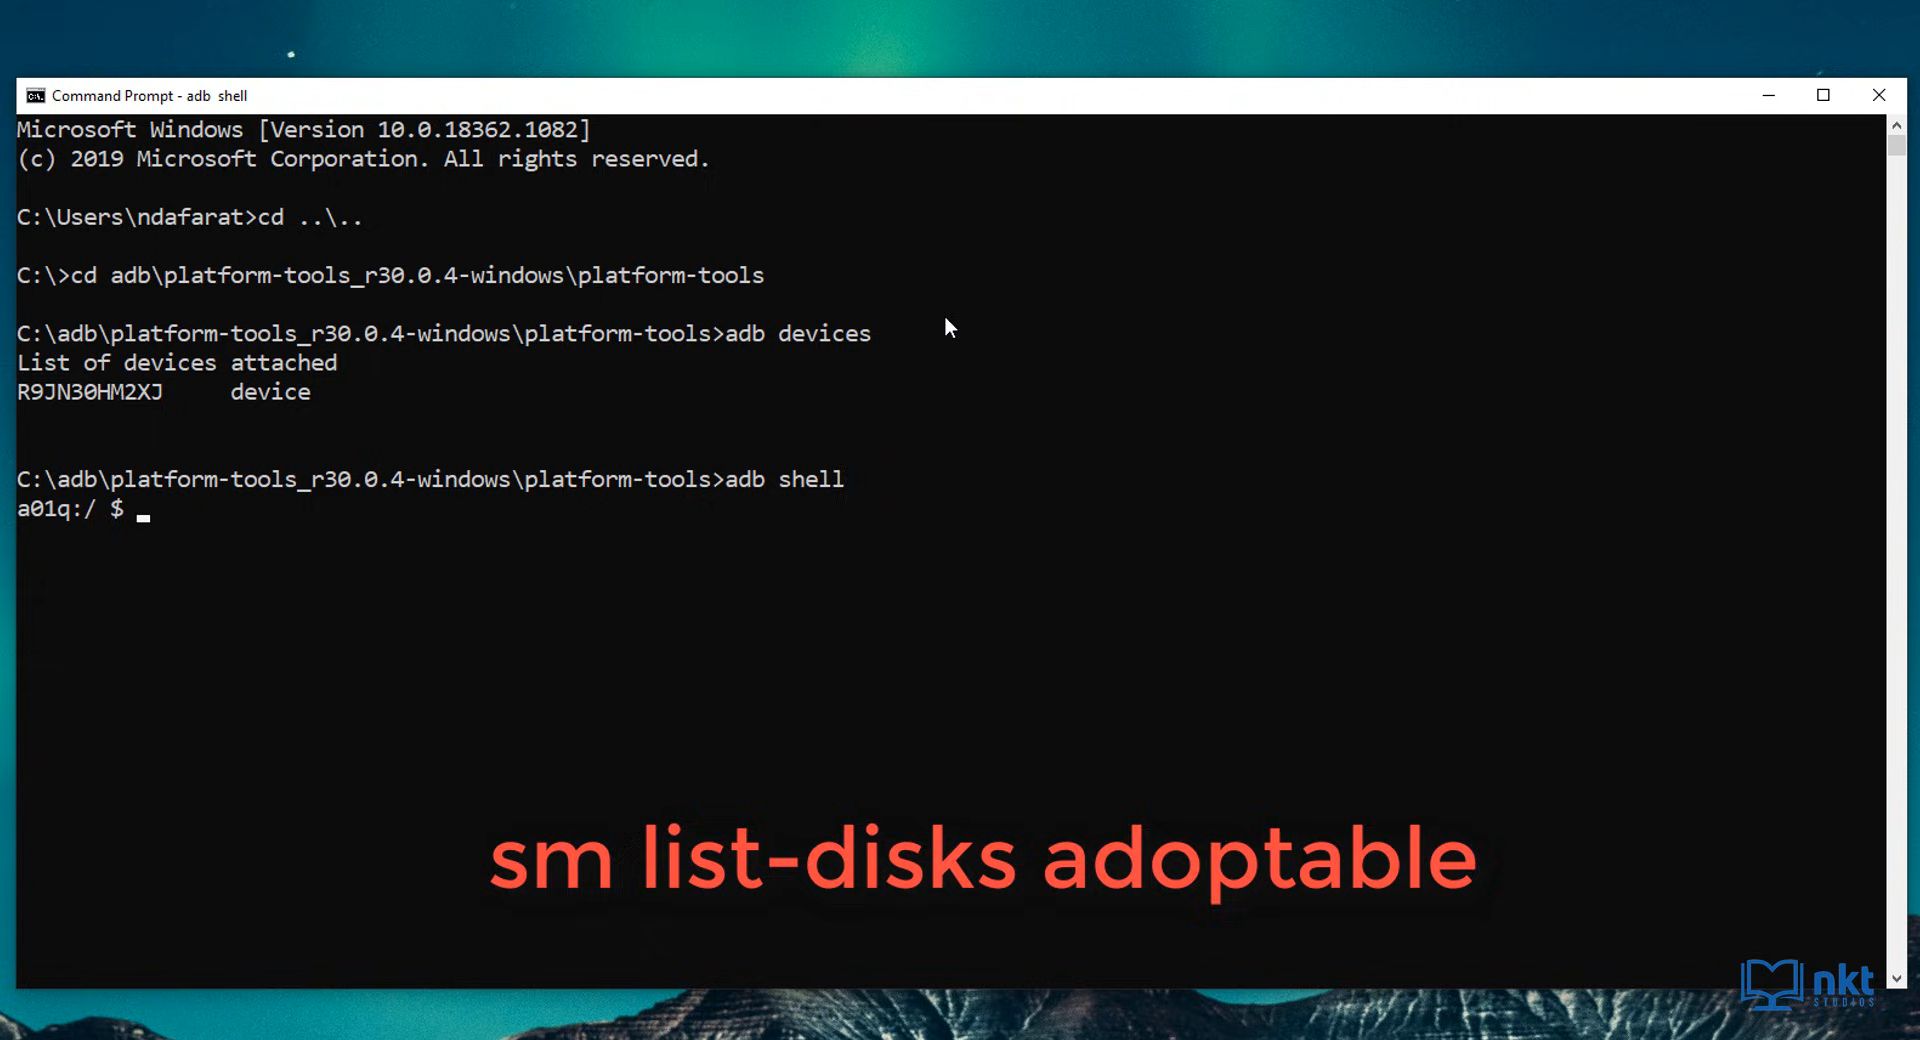 Command Prompt - adb  shell
Microsoft Windows [Version 10.0.18362.1082]
(c) 2019 Microsoft Corporation. All rights reserved.
C:\Users\ndafarat>cd ..\..
C:\>cd adb\platform-tools_r30.0.4-windows\platform-tools
C:\adb\platform-tools_r30.0.4-windows\platform-tools>adb devices
List of devices attached
R9JN30HM2XJ     device
C:\adb\platform-tools_r30.0.4-windows\platform-tools>adb shell
a01q:/ $
sm list-disks adoptable
nkt
STUDIOS